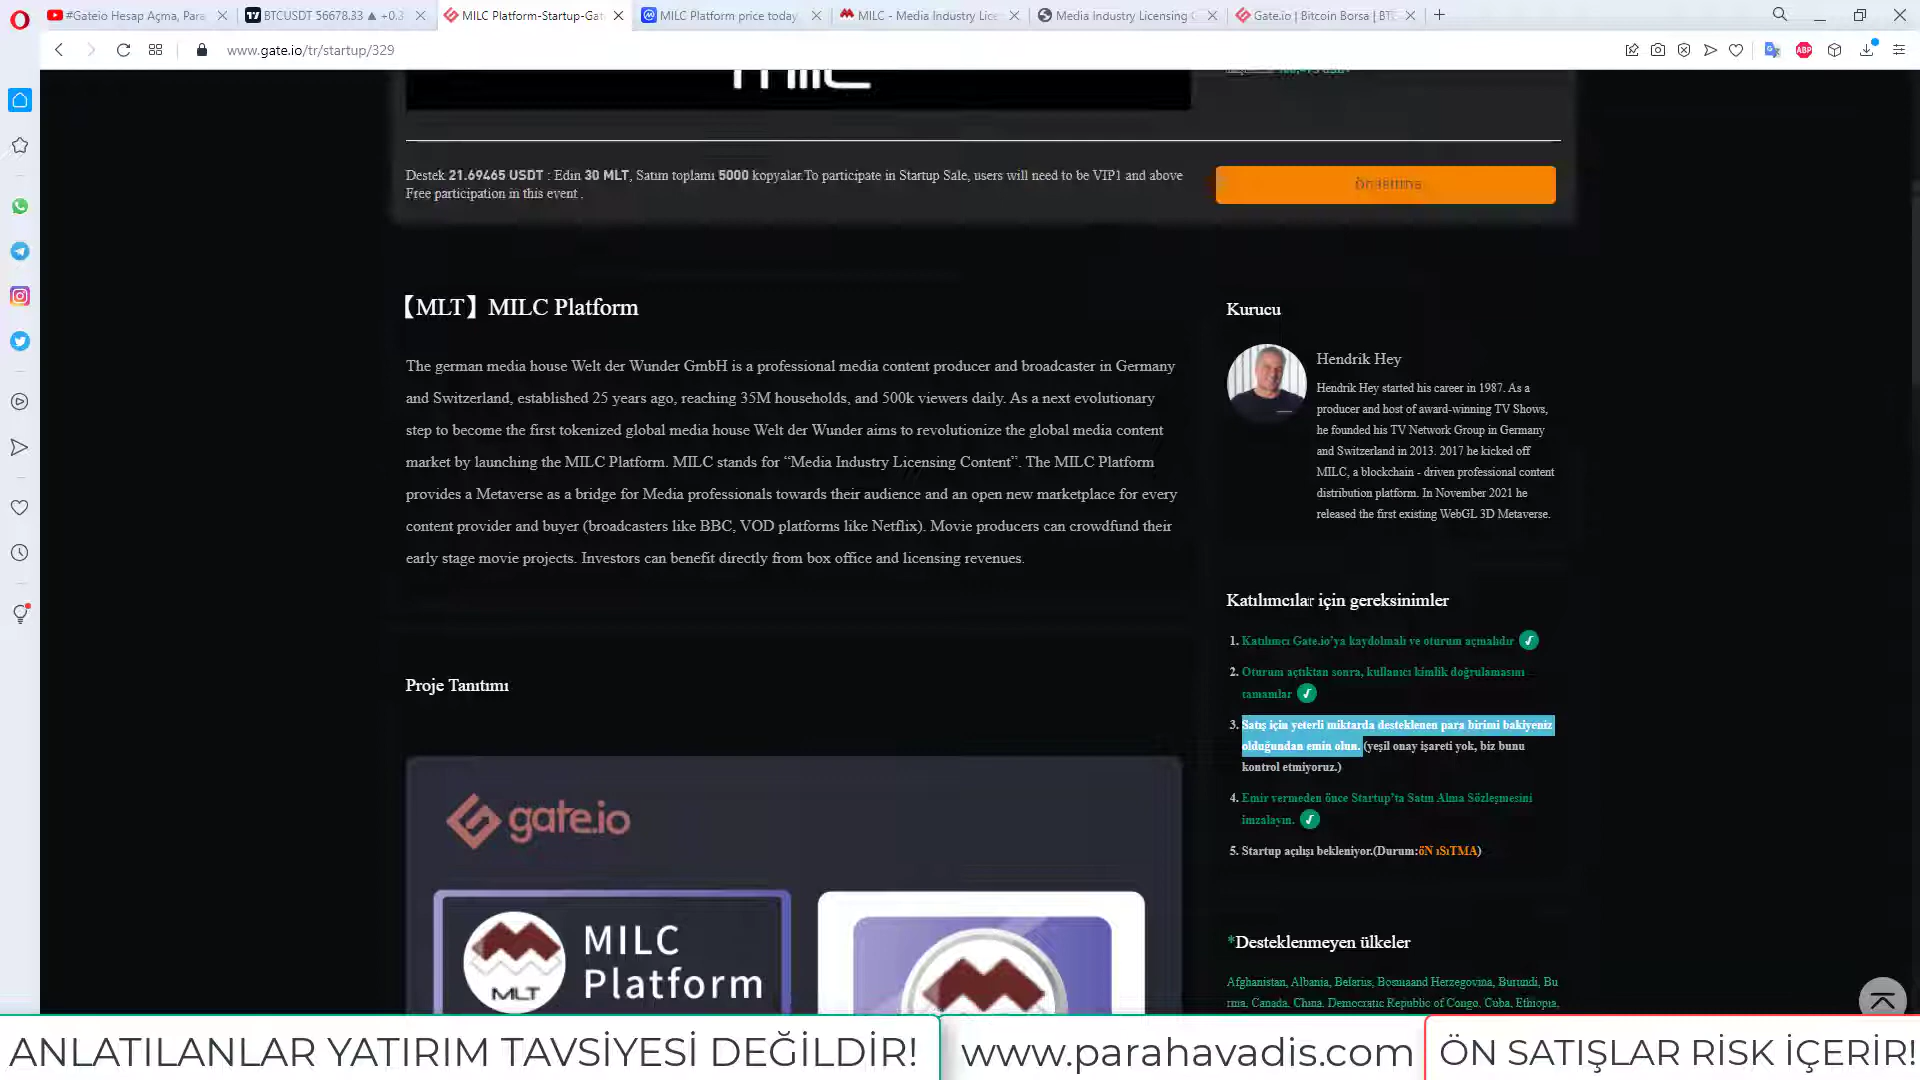 #Gateio Hesap Açma, Para
BTCUSDT 56678.33 ▲ +0.3
MILC Platform-Startup-Gat
MILC Platform price today
MILC - Media Industry Lice
Media Industry Licensing C
Gate.io | Bitcoin Borsa | BTC
www.gate.io/tr/startup/329
ABP
milc
Destek 21.69465 USDT : Edin 30 MLT, Satım toplamı 5000 kopyalar.To participate in Startup Sale, users will need to be VIP1 and above
Free participation in this event .
【MLT】MILC Platform
The german media house Welt der Wunder GmbH is a professional media content producer and broadcaster in Germany
and Switzerland, established 25 years ago, reaching 35M households, and 500k viewers daily. As a next evolutionary
step to become the first tokenized global media house Welt der Wunder aims to revolutionize the global media content
market by launching the MILC Platform. MILC stands for “Media Industry Licensing Content”. The MILC Platform
provides a Metaverse as a bridge for Media professionals towards their audience and an open new marketplace for every
content provider and buyer (broadcasters like BBC, VOD platforms like Netflix). Movie producers can crowdfund their
early stage movie projects. Investors can benefit directly from box office and licensing revenues.
Proje Tanıtımı
gate.io
MILC
Platform
MLT
Kurucu
Hendrik Hey
Hendrik Hey started his career in 1987. As a
producer and host of award-winning TV Shows,
he founded his TV Network Group in Germany
and Switzerland in 2013. 2017 he kicked off
MILC, a blockchain - driven professional content
distribution platform. In November 2021 he
released the first existing WebGL 3D Metaverse.
Katılımcılar için gereksinimler
1. Katılımcı Gate.io’ya kaydolmalı ve oturum açmalıdır
2. Oturum açtıktan sonra, kullanıcı kimlik doğrulamasını
tamamlar
3. Satış için yeterli miktarda desteklenen para birimi bakiyeniz
olduğundan emin olun. (yeşil onay işareti yok, biz bunu
kontrol etmiyoruz.)
4. Emir vermeden önce Startup’ta Satın Alma Sözleşmesini
imzalayın.
5. Startup açılışı bekleniyor.(Durum:öN ıSıTMA)
*Desteklenmeyen ülkeler
Afghanistan, Albania, Belarus, Bosniaand Herzegovina, Burundi, Bu
rma, Canada, China, Democratic Republic of Congo, Cuba, Ethiopia,
ANLATILANLAR YATIRIM TAVSİYESİ DEĞİLDİR!
www.parahavadis.com
ÖN SATIŞLAR RİSK İÇERİR!